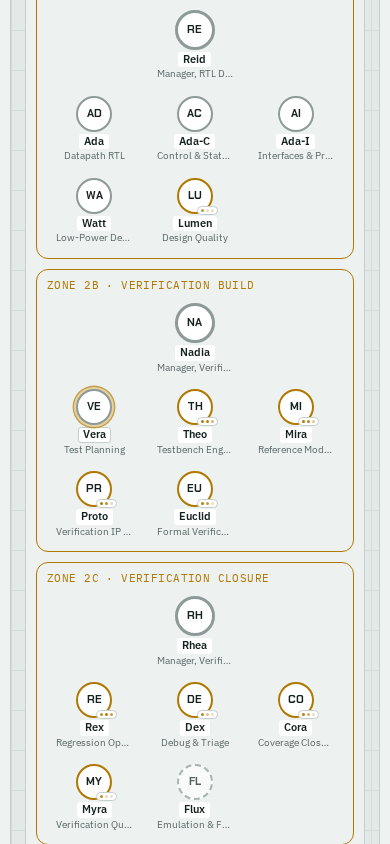 RE
Reid
Manager, RTL D...
AD AC AI
Ada Ada-C Ada-I
Datapath RTL Control & Stat... Interfaces & Pr...
WA LU
Watt Lumen
Low-Power De... Design Quality
ZONE 2B · VERIFICATION BUILD
NA
Nadia
Manager, Verifi...
VE TH MI
Vera Theo Mira
Test Planning Testbench Eng... Reference Mod...
PR EU
Proto Euclid
Verification IP ... Formal Verific...
ZONE 2C · VERIFICATION CLOSURE
RH
Rhea
Manager, Verifi...
RE DE CO
Rex Dex Cora
Regression Op... Debug & Triage Coverage Clos...
MY FL
Myra Flux
Verification Qu... Emulation & F...